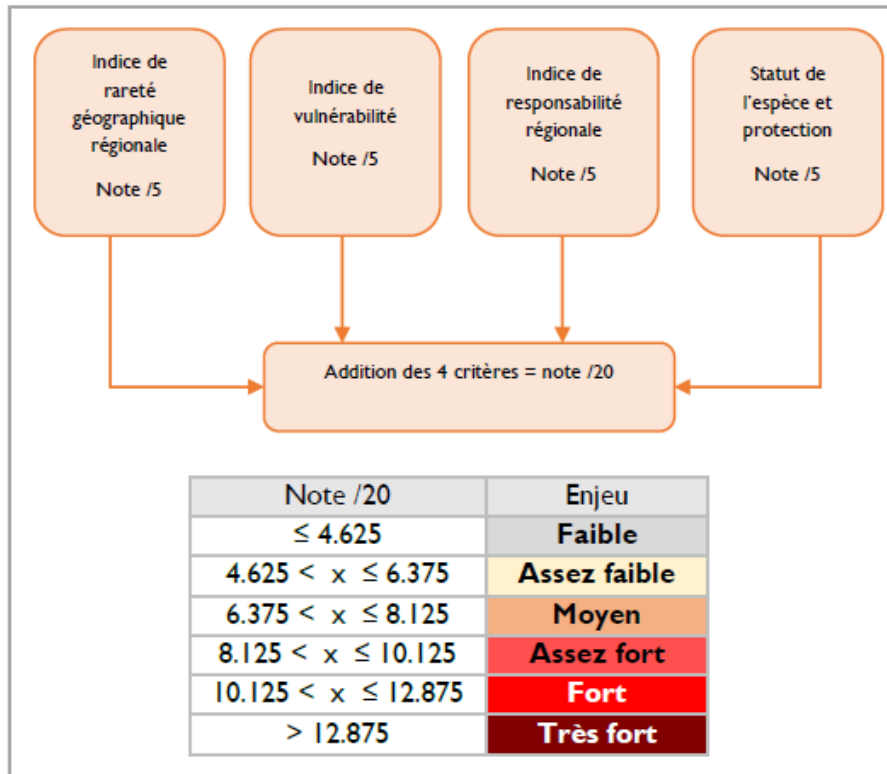 Indice de
rareté
géographique
régionale
Note /5
Indice de
vulnérabilité
Note /5
Indice de
responsabilité
régionale
Note /5
Statut de
l'espèce et
protection
Note /5
Addition des 4 critères = note /20
Note /20 Enjeu
≤ 4.625 Faible
4.625 < x ≤ 6.375 Assez faible
6.375 < x ≤ 8.125 Moyen
8.125 < x ≤ 10.125 Assez fort
10.125 < x ≤ 12.875 Fort
> 12.875 Très fort